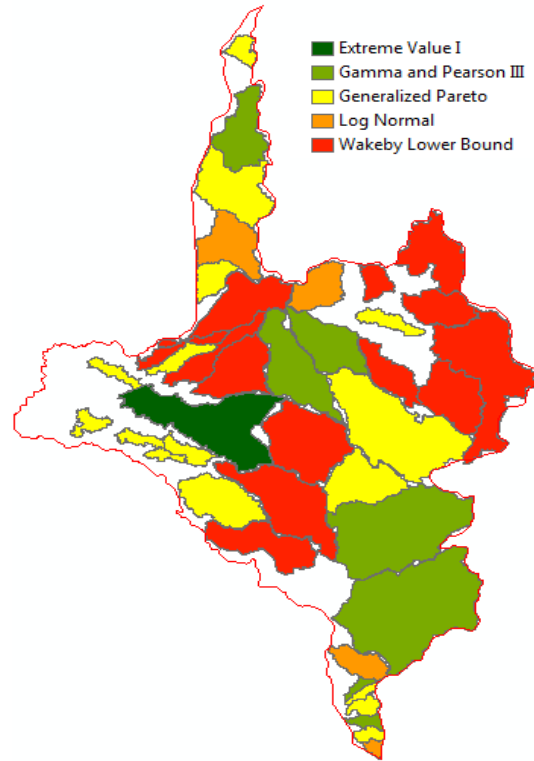 Extreme Value I
Gamma and Pearson III
Generalized Pareto
Log Normal
Wakeby Lower Bound